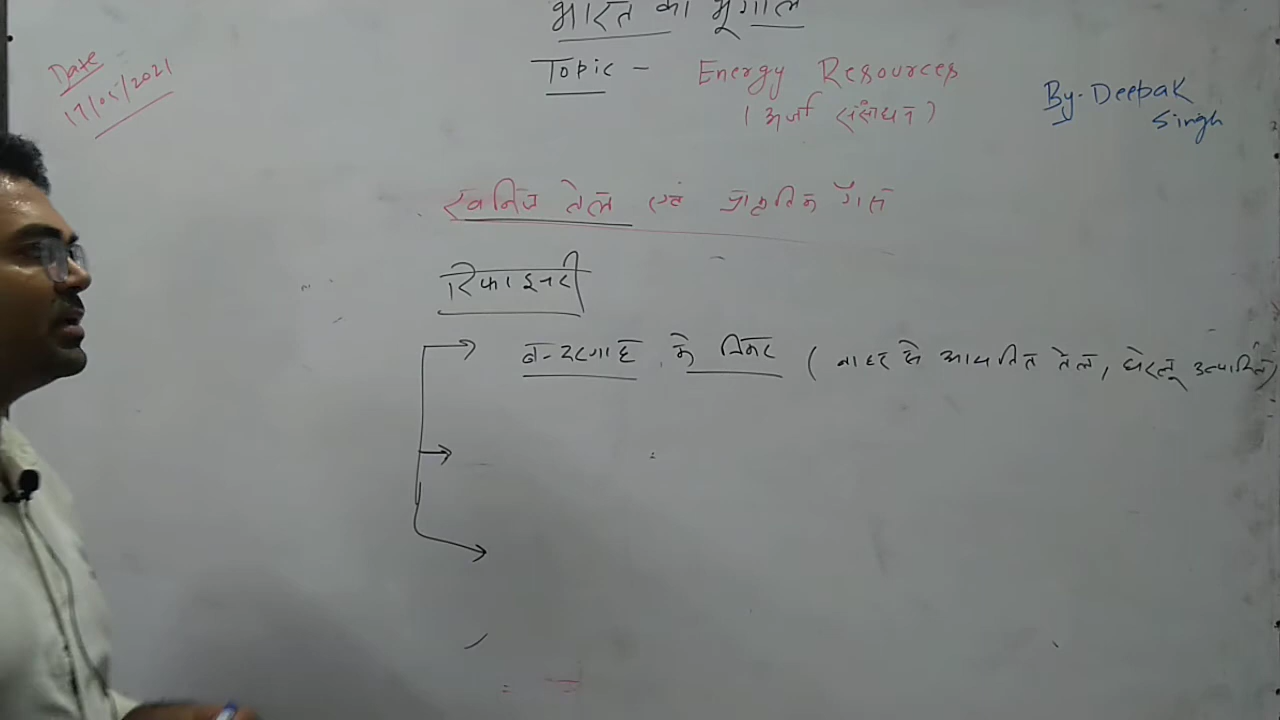 भारत का भूगोल
Topic - Energy Resources
(ऊर्जा संसाधन)
Date
17/05/2021
By- Deepak
Singh
खनिज तेल एवं प्राकृतिक गैस
रिफाइनरी
बन्दरगाह के निकट (बाहर से आयातित तेल, घरेलू उत्पादित)